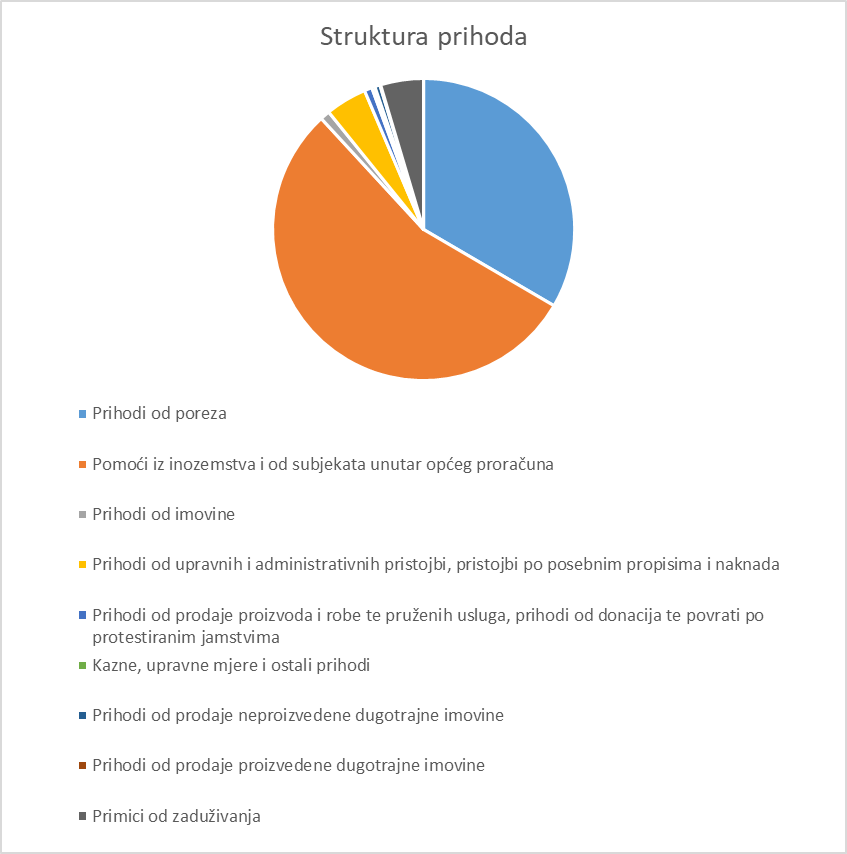 Struktura prihoda
Prihodi od poreza
Pomoći iz inozemstva i od subjekata unutar općeg proračuna
Prihodi od imovine
Prihodi od upravnih i administrativnih pristojbi, pristojbi po posebnim propisima i naknada
Prihodi od prodaje proizvoda i robe te pruženih usluga, prihodi od donacija te povrati po
protestiranim jamstvima
Kazne, upravne mjere i ostali prihodi
Prihodi od prodaje neproizvedene dugotrajne imovine
Prihodi od prodaje proizvedene dugotrajne imovine
Primici od zaduživanja